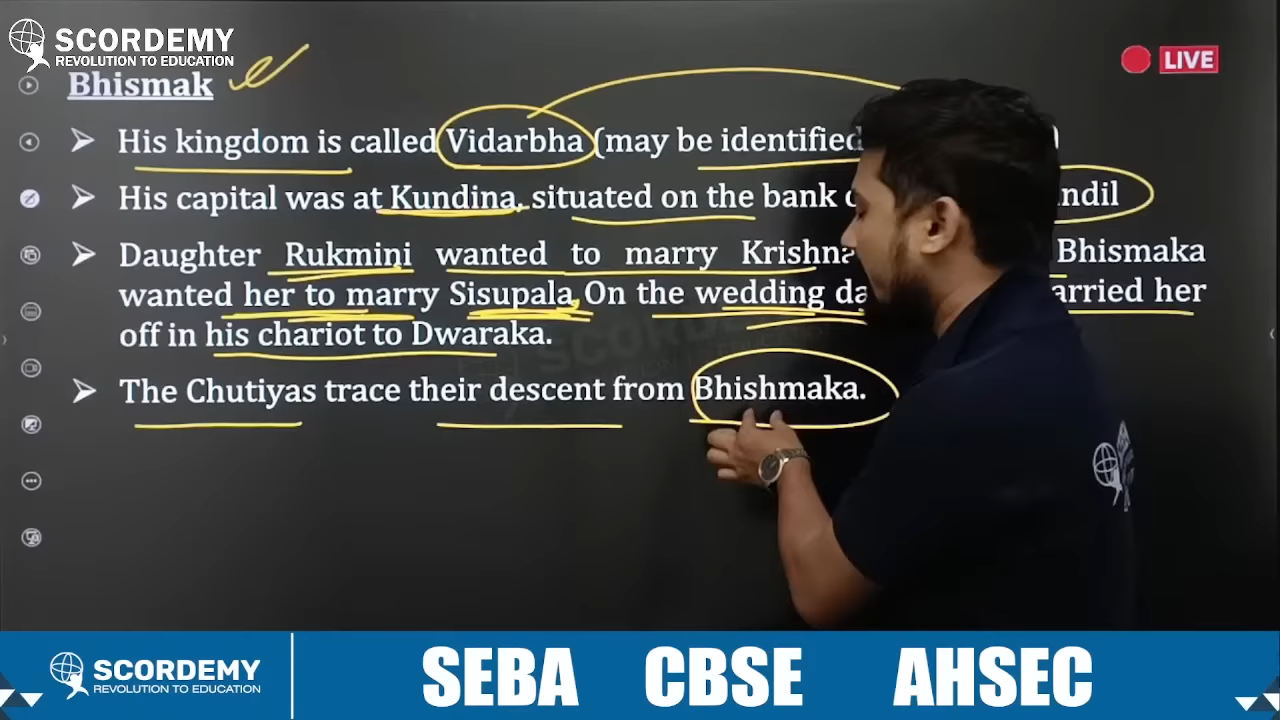 SCORDEMY
REVOLUTION TO EDUCATION
LIVE
Bhismak
His kingdom is called Vidarbha (may be identified )
His capital was at Kundina, situated on the bank ndil
Daughter Rukmini wanted to marry Krishna Bhismaka
wanted her to marry Sisupala, On the wedding arried her
off in his chariot to Dwaraka.
The Chutiyas trace their descent from Bhishmaka.
SCORDEMY
REVOLUTION TO EDUCATION
SEBA CBSE AHSEC